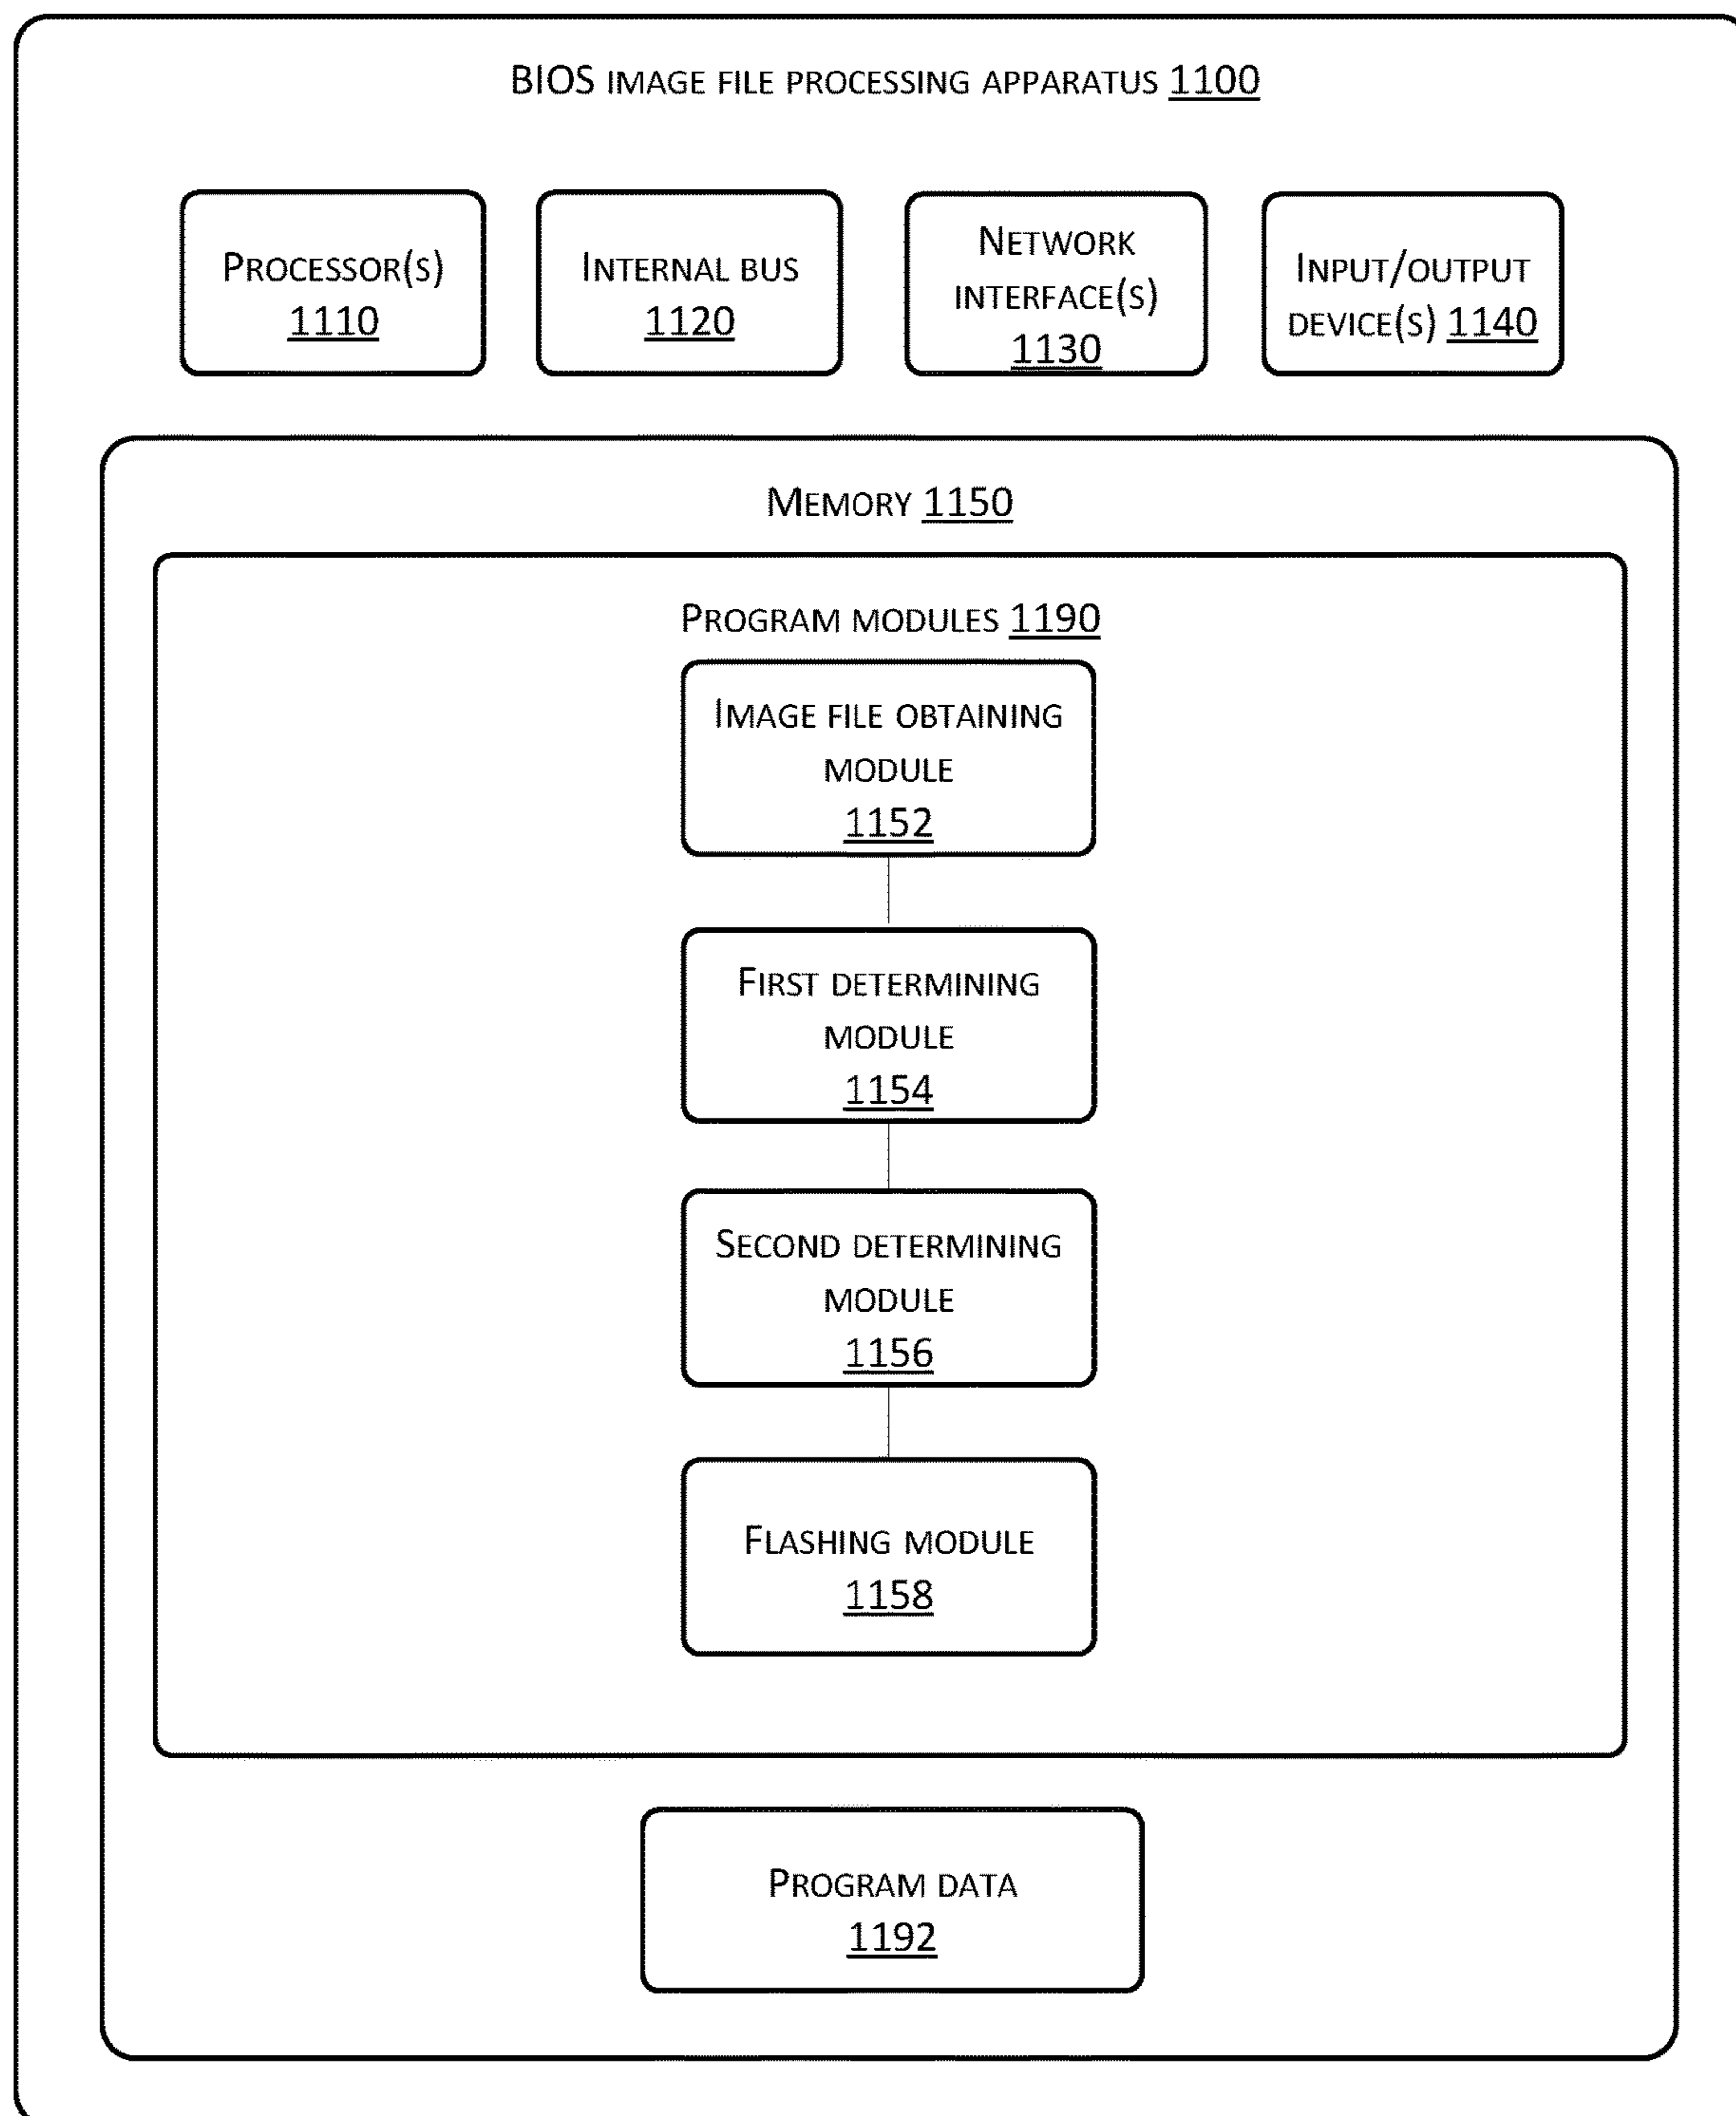 BIOS IMAGE FILE PROCESSING APPARATUS 1100
PROCESSOR(S)
1110
INTERNAL BUS
1120
NETWORK
INTERFACE(S)
1130
INPUT/OUTPUT
DEVICE(S) 1140
MEMORY 1150
PROGRAM MODULES 1190
IMAGE FILE OBTAINING
MODULE
1152
FIRST DETERMINING
MODULE
1154
SECOND DETERMINING
MODULE
1156
FLASHING MODULE
1158
PROGRAM DATA
1192